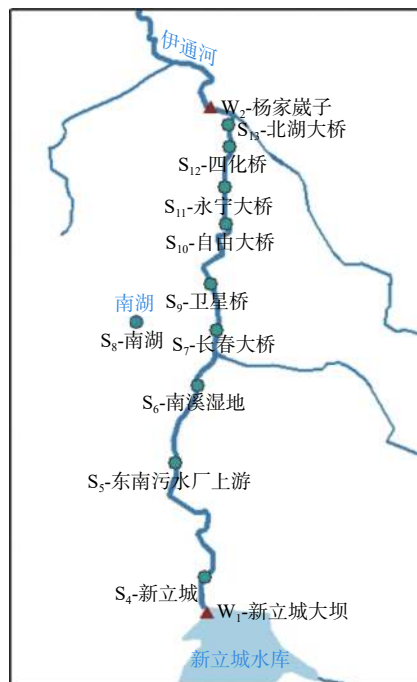 伊通河
W₂-杨家崴子
S₁₃-北湖大桥
S₁₂-四化桥
S₁₁-永宁大桥
S₁₀-自由大桥
S₉-卫星桥
南湖
S₈-南湖
S₇-长春大桥
S₆-南溪湿地
S₅-东南污水厂上游
S₄-新立城
W₁-新立城大坝
新立城水库